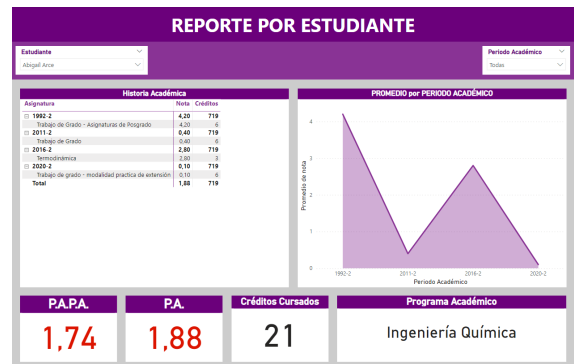 REPORTE POR ESTUDIANTE
Estudiante
Abigail Arce
Periodo Académico
Todas
Historia Académica
Asignatura Nota Créditos
1992-2 4,20 719
Trabajo de Grado - Asignaturas de Posgrado 4,20 6
2011-2 0,40 719
Trabajo de Grado 0,40 6
2016-2 2,80 719
Termodinámica 2,80 3
2020-2 0,10 719
Trabajo de grado - modalidad practica de extensión 0,10 6
Total 1,88 719
PROMEDIO por PERIODO ACADÉMICO
Promedio de nota
4
3
2
1
0
1992-2 2011-2 2016-2 2020-2
Periodo Académico
P.A.P.A.
1,74
P.A.
1,88
Créditos Cursados
21
Programa Académico
Ingeniería Química